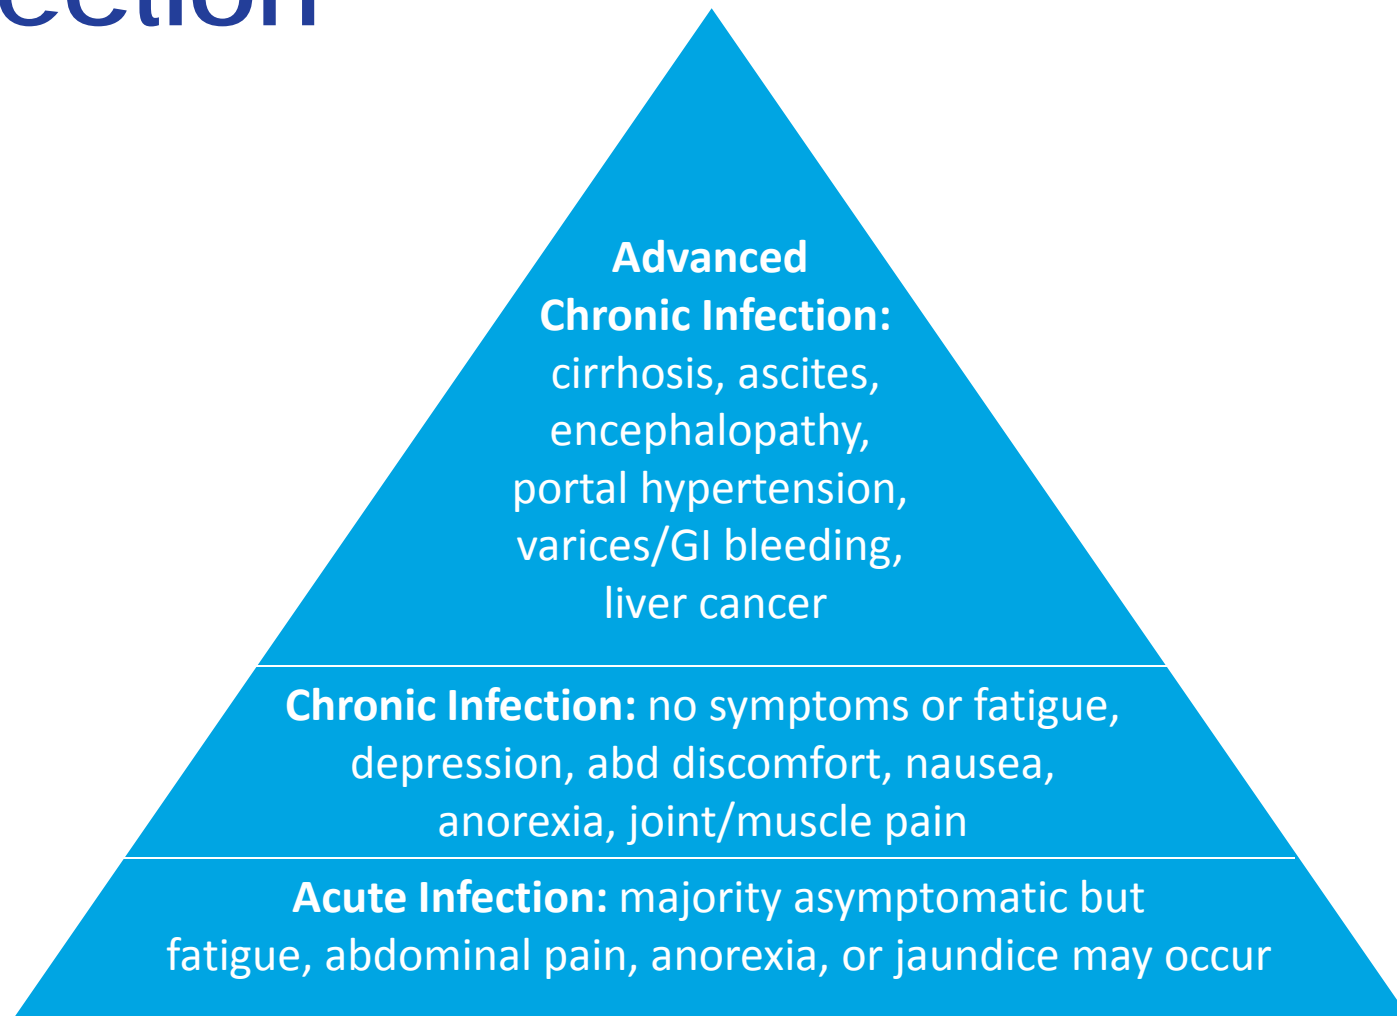 Advanced
Chronic Infection:
cirrhosis, ascites,
encephalopathy,
portal hypertension,
varices/GI bleeding,
liver cancer
Chronic Infection: no symptoms or fatigue,
depression, abd discomfort, nausea,
anorexia, joint/muscle pain
Acute Infection: majority asymptomatic but
fatigue, abdominal pain, anorexia, or jaundice may occur